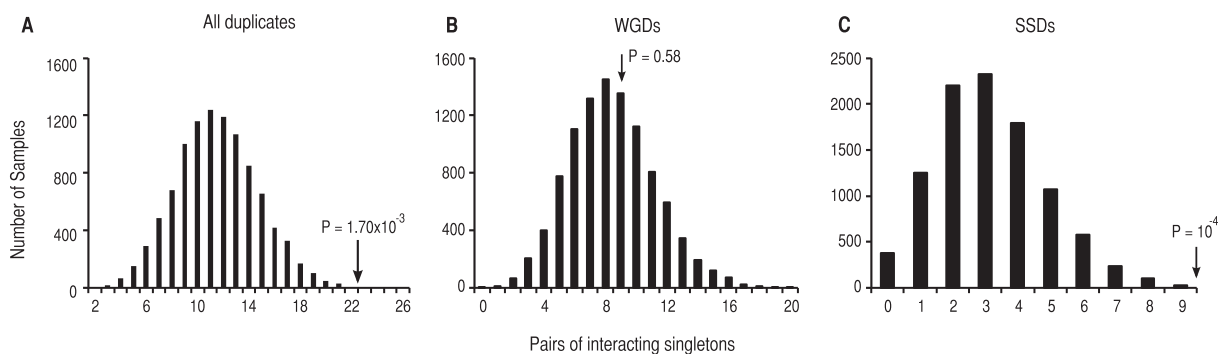 A
All duplicates
B
WGDs
C
SSDs
Number of Samples
1600
1200
800
400
0
P = 1.70x10-3
2 6 10 14 18 22 26
1600
1200
800
400
0
P = 0.58
0 4 8 12 16 20
2500
2000
1500
1000
500
0
P = 10-4
0 1 2 3 4 5 6 7 8 9
Pairs of interacting singletons